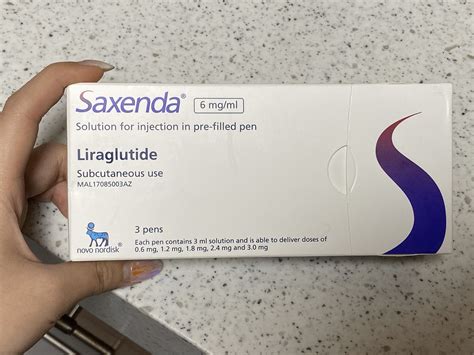 Saxenda® 6 mg/ml
Solution for injection in pre-filled pen
Liraglutide
Subcutaneous use
MAL17085003AZ
3 pens
Each pen contains 3 ml solution and is able to deliver doses of
0.6 mg, 1.2 mg, 1.8 mg, 2.4 mg and 3.0 mg
novo nordisk®